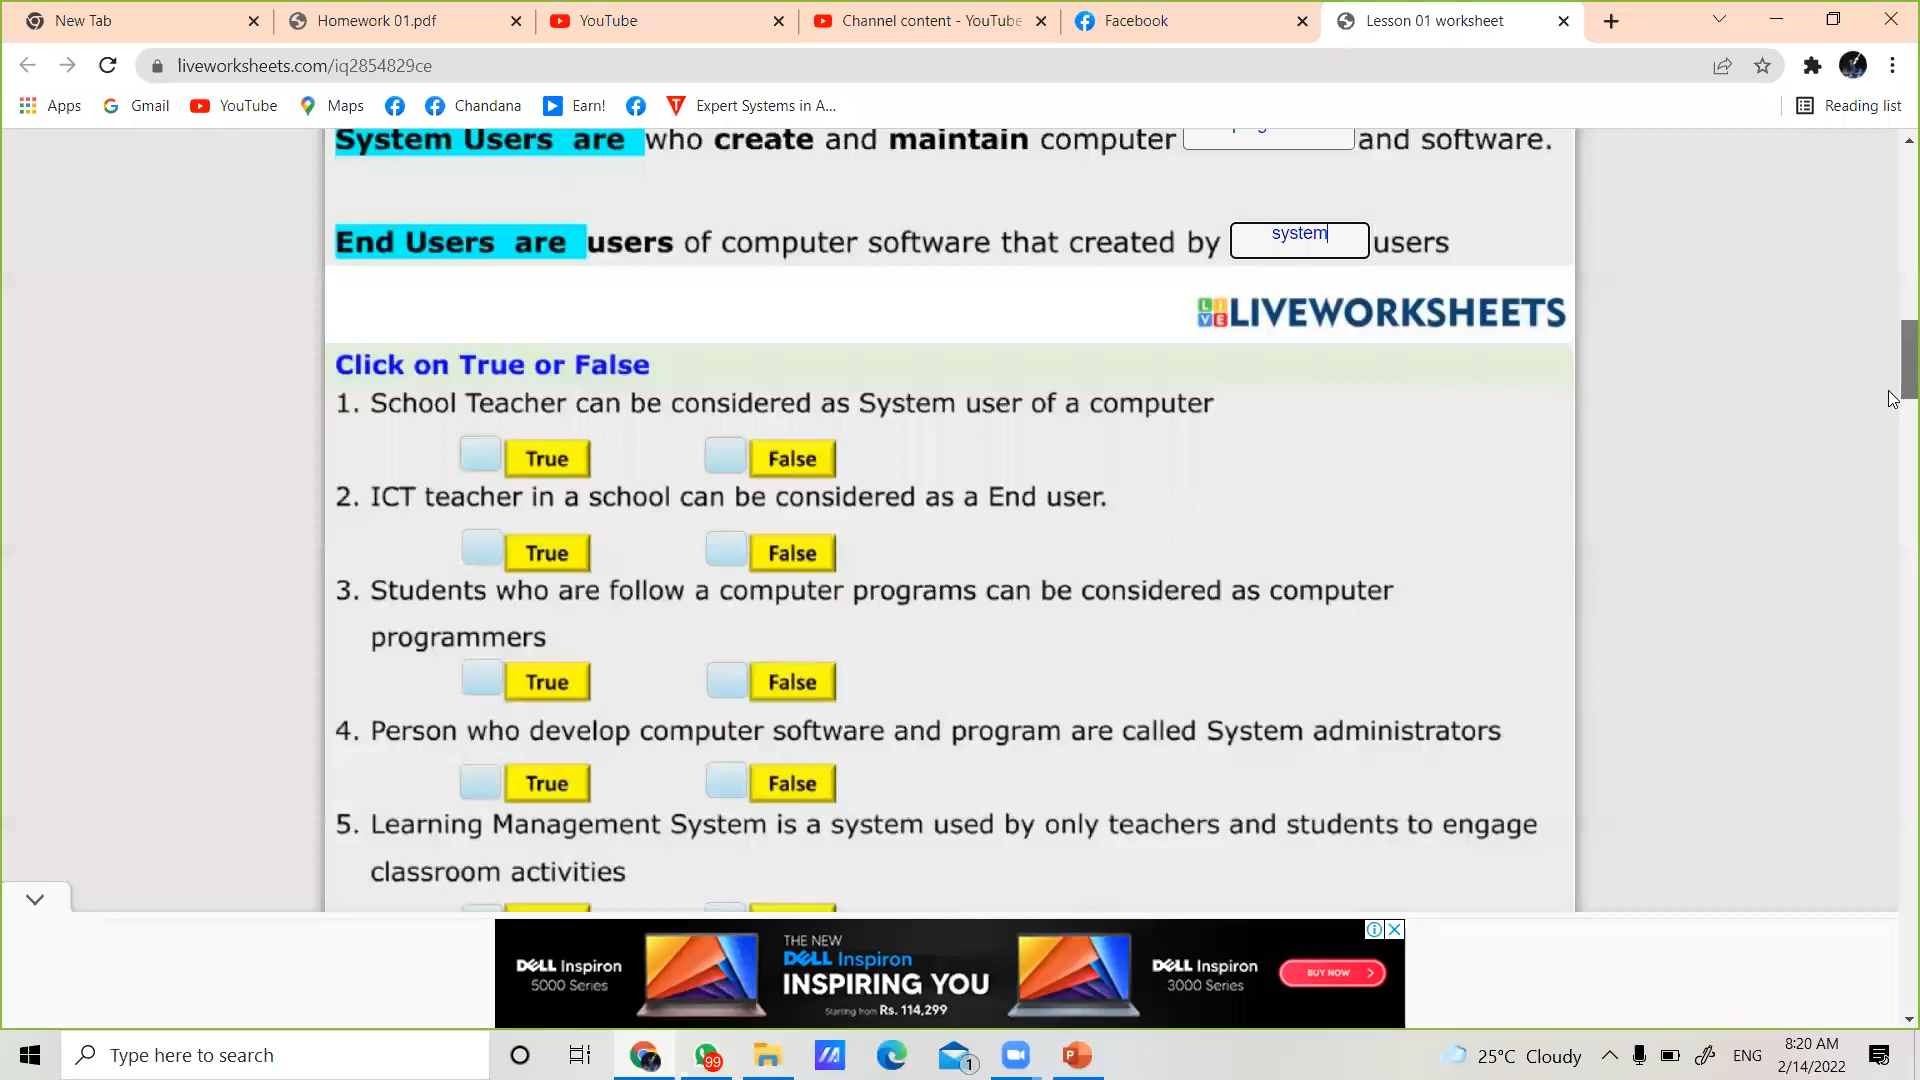 New Tab
Homework 01.pdf
YouTube
Channel content - YouTube
Facebook
Lesson 01 worksheet
liveworksheets.com/iq2854829ce
Apps
Gmail
YouTube
Maps
Chandana
Earn!
Expert Systems in A...
Reading list
System Users are who create and maintain computer and software.
End Users are users of computer software that created by system users
LIVE LIVEWORKSHEETS
Click on True or False
1. School Teacher can be considered as System user of a computer
True False
2. ICT teacher in a school can be considered as a End user.
True False
3. Students who are follow a computer programs can be considered as computer
programmers
True False
4. Person who develop computer software and program are called System administrators
True False
5. Learning Management System is a system used by only teachers and students to engage
classroom activities
DELL Inspiron
5000 Series
THE NEW
DELL Inspiron
INSPIRING YOU
Starting from Rs. 114,299
DELL Inspiron
3000 Series
BUY NOW
Type here to search
99
1
25°C Cloudy
ENG
8:20 AM
2/14/2022